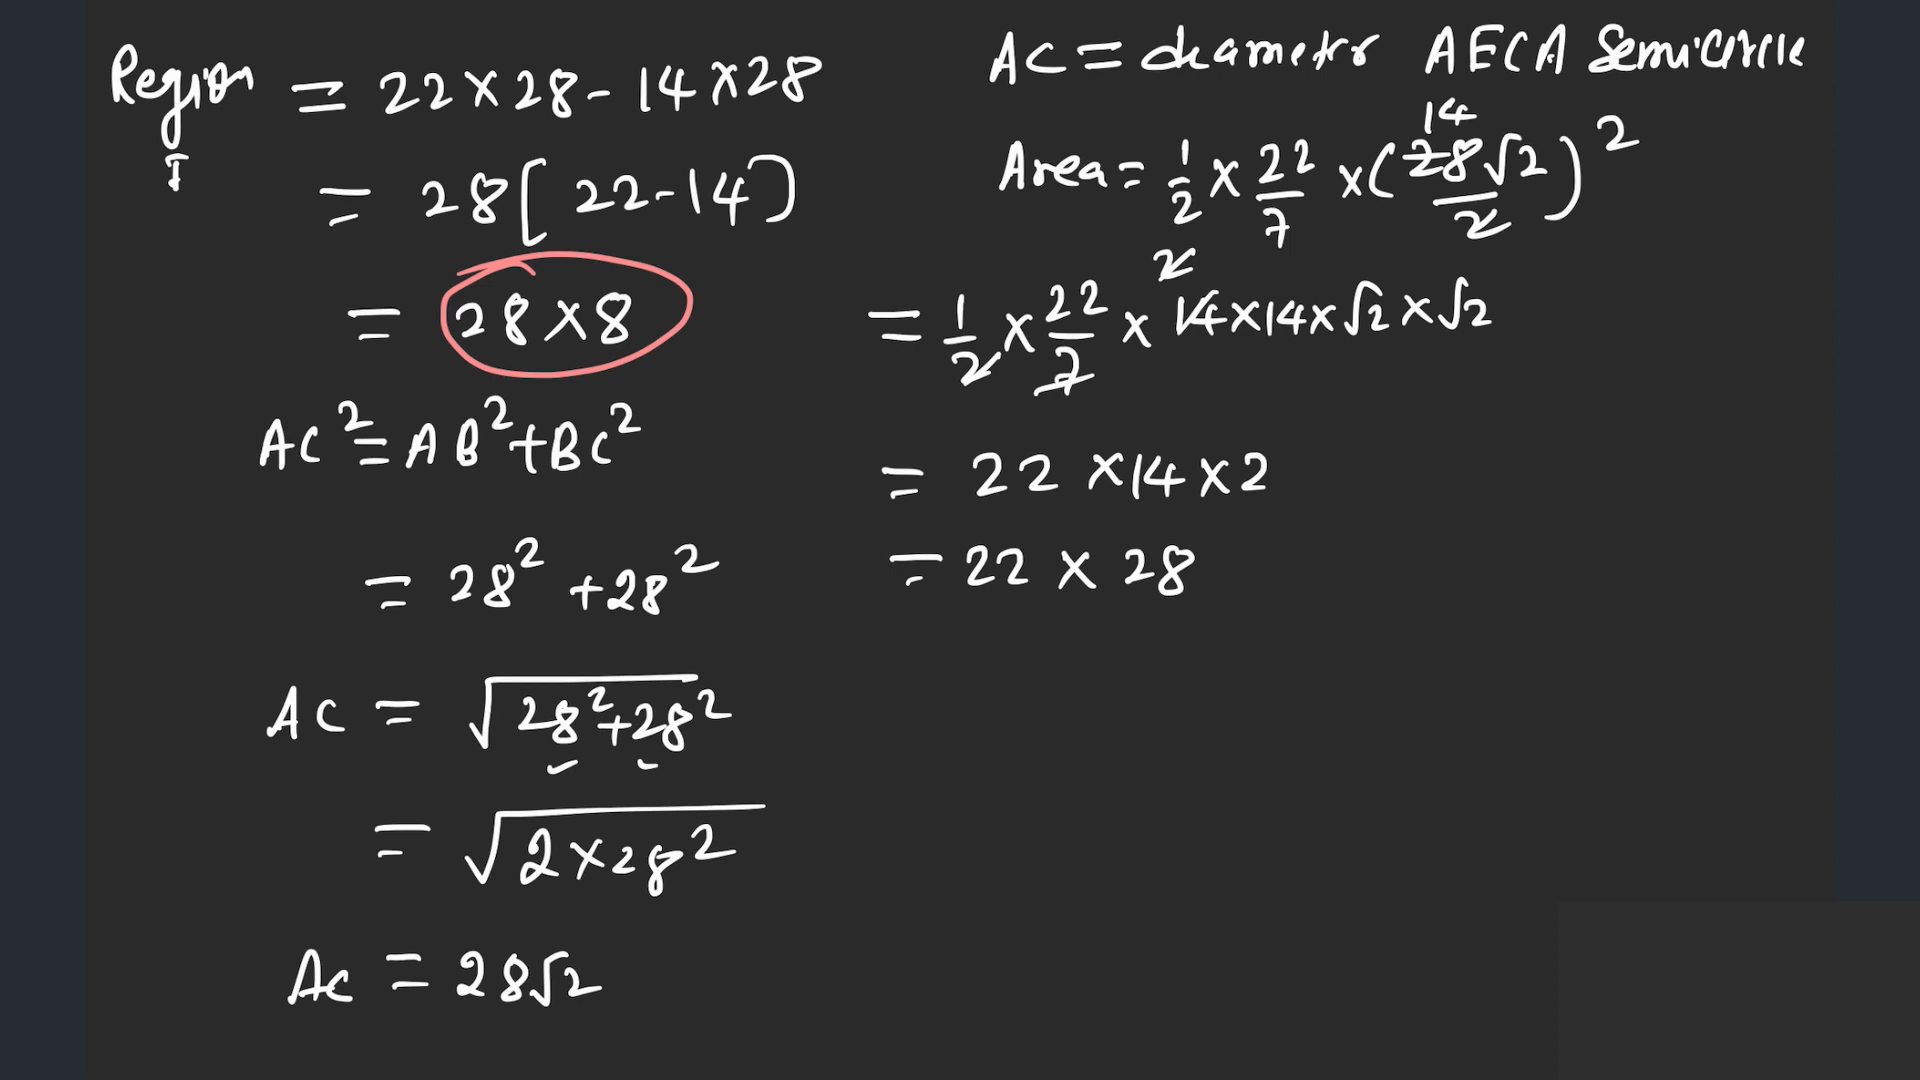 Region I = 22 × 28 - 14 × 28
= 28[22-14]
= 28 × 8
AC² = AB² + BC²
= 28² + 28²
AC = √28²+28²
= √2×28²
AC = 28√2
AC = diametr AECA Semicircle
Area = 1/2 × 22/7 × (28√2/2)² 14
= 1/2 × 22/7 × 14×14×√2×√2 2
= 22 ×14×2
= 22 × 28